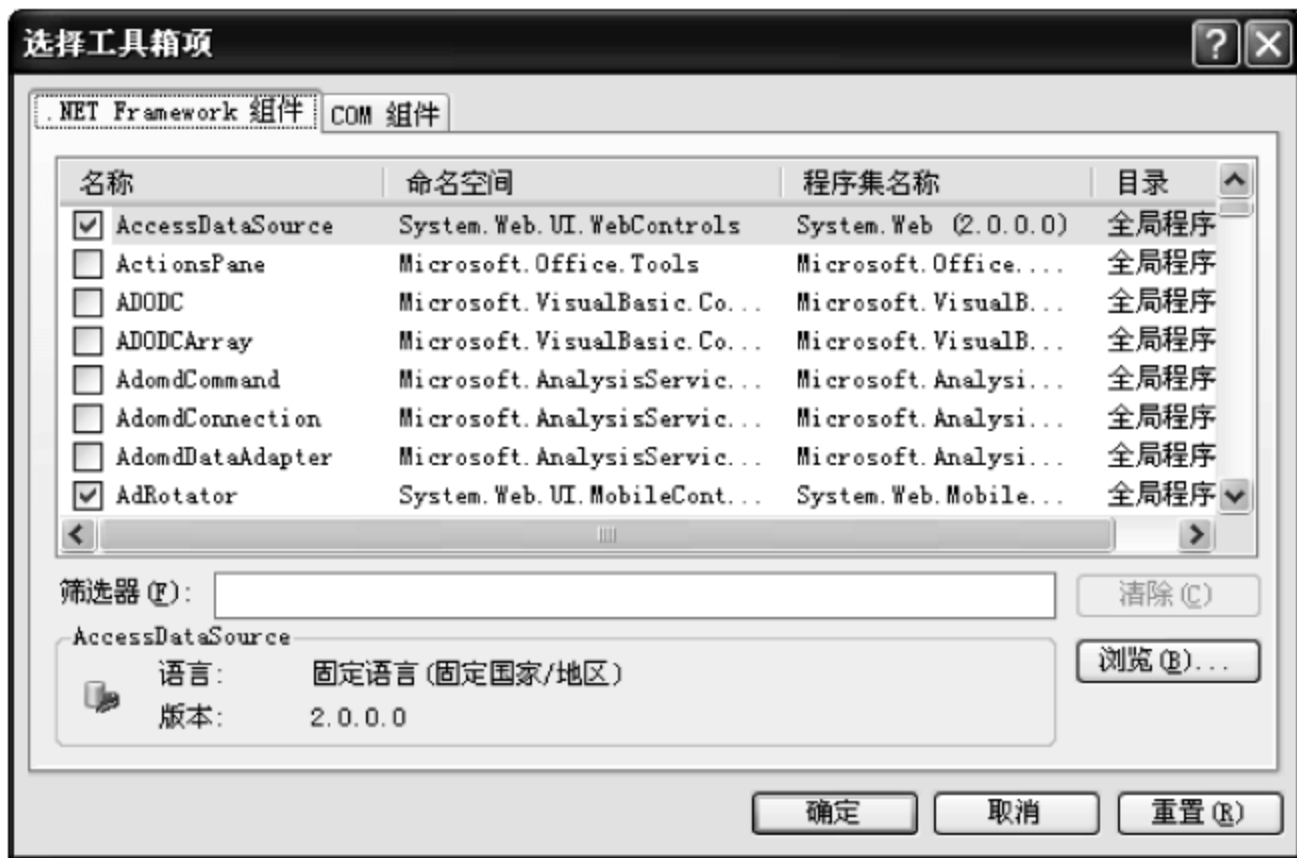 选择工具箱项
.NET Framework 组件 COM 组件
名称 命名空间 程序集名称 目录
AccessDataSource System.Web.UI.WebControls System.Web (2.0.0.0) 全局程序
ActionsPane Microsoft.Office.Tools Microsoft.Office.... 全局程序
ADODC Microsoft.VisualBasic.Co... Microsoft.VisualB... 全局程序
ADODCArray Microsoft.VisualBasic.Co... Microsoft.VisualB... 全局程序
AdomdCommand Microsoft.AnalysisServic... Microsoft.Analysi... 全局程序
AdomdConnection Microsoft.AnalysisServic... Microsoft.Analysi... 全局程序
AdomdDataAdapter Microsoft.AnalysisServic... Microsoft.Analysi... 全局程序
AdRotator System.Web.UI.MobileCont... System.Web.Mobile... 全局程序
筛选器(F): 清除(C)
AccessDataSource
语言: 固定语言(固定国家/地区) 浏览(B)...
版本: 2.0.0.0
确定 取消 重置(R)